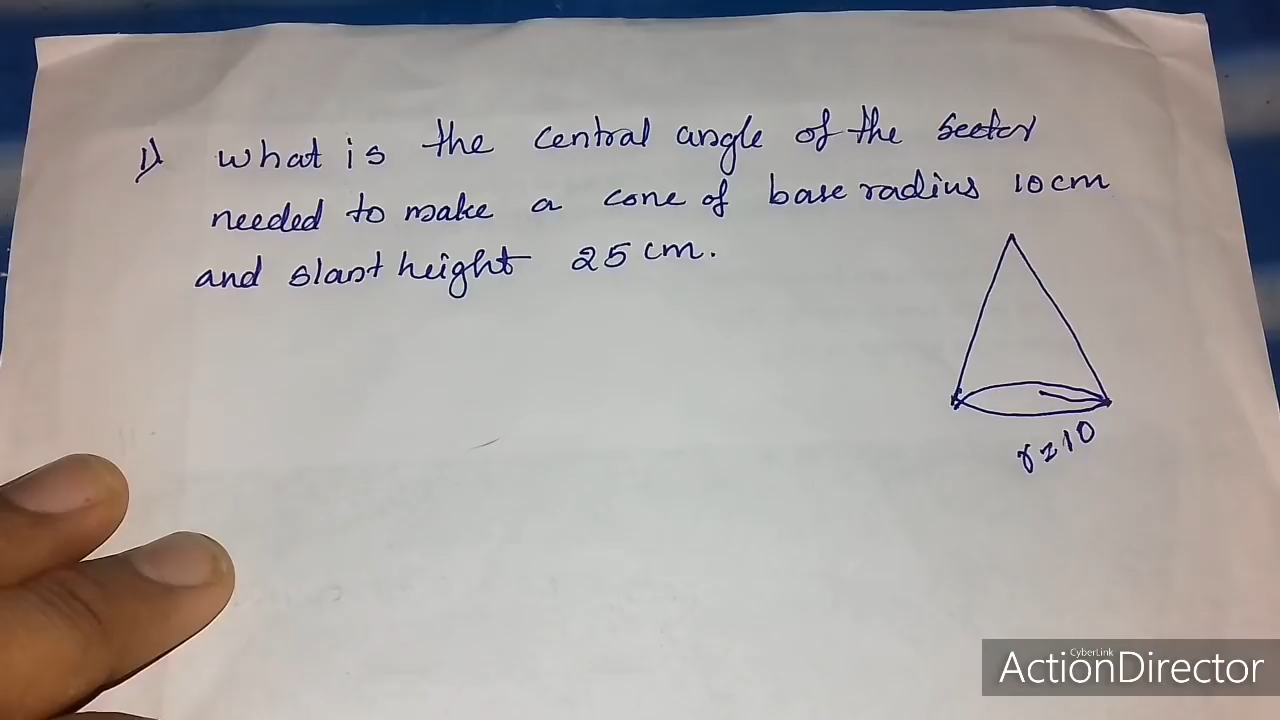 1) What is the central angle of the sector
needed to make a cone of base radius 10cm
and slant height 25 cm.
r=10
CyberLink
ActionDirector